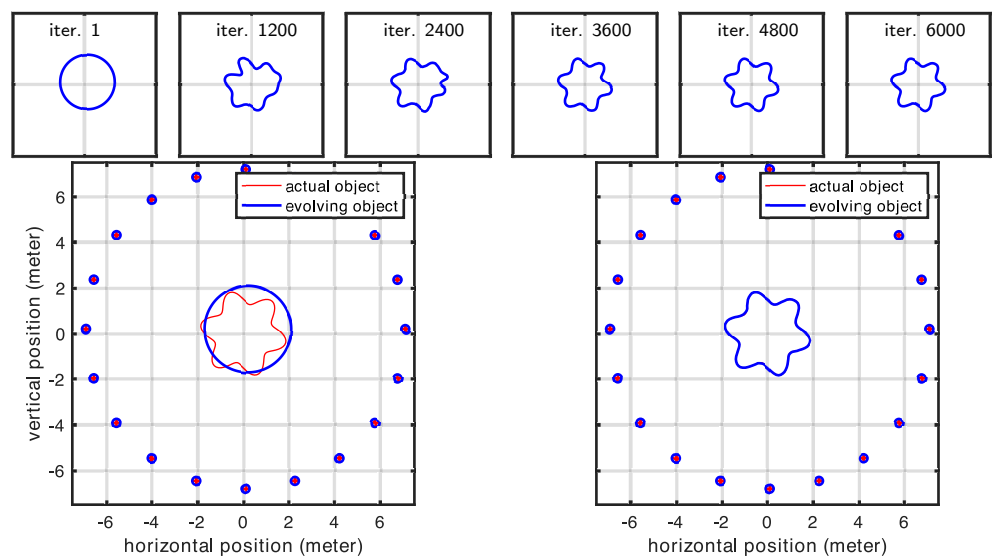 iter. 1
iter. 1200
iter. 2400
iter. 3600
iter. 4800
iter. 6000
actual object
evolving object
6
4
2
0
-2
-4
-6
vertical position (meter)
-6 -4 -2 0 2 4 6
horizontal position (meter)
actual object
evolving object
-6 -4 -2 0 2 4 6
horizontal position (meter)